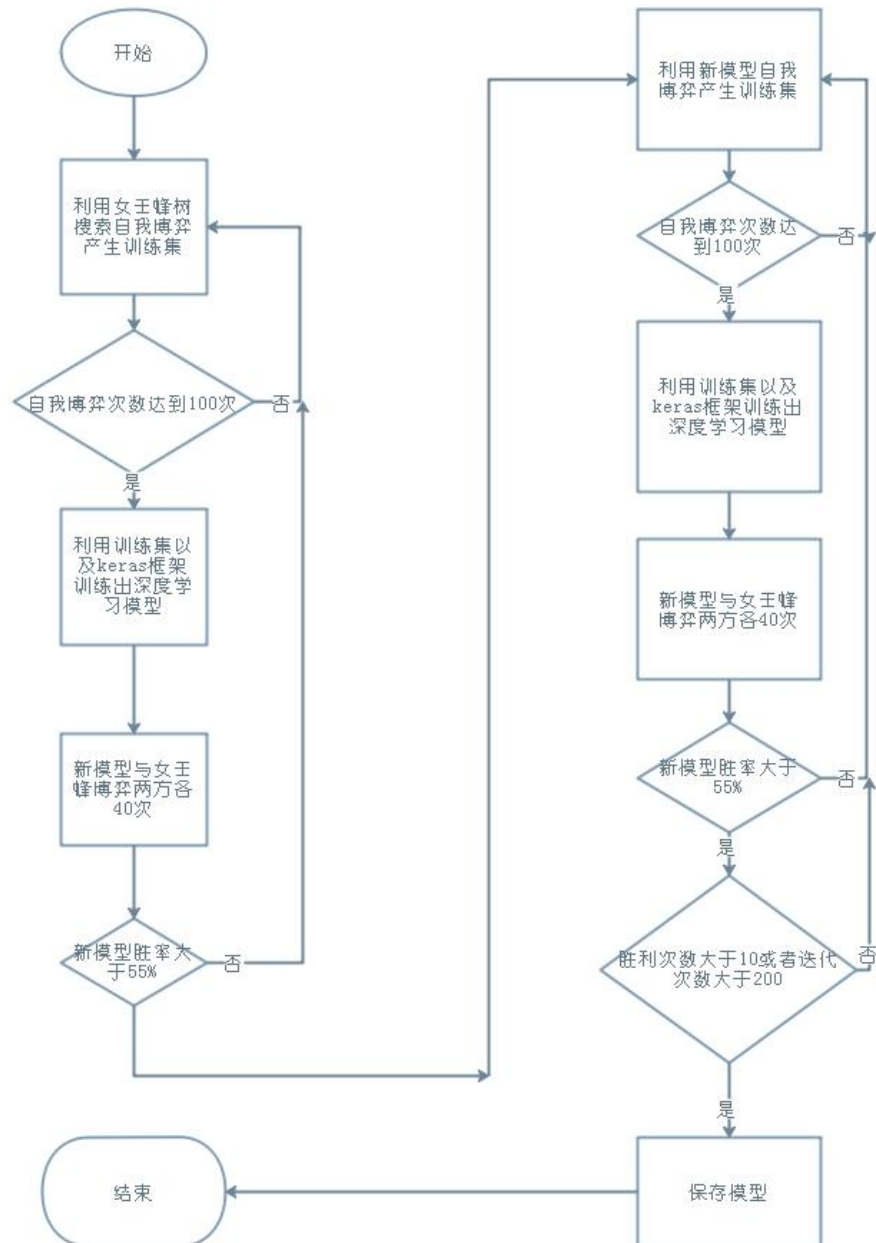 开始
利用女王蜂树
搜索自我博弈
产生训练集
自我博弈次数达到100次
否
是
利用训练集以
及keras框架
训练出深度学
习模型
新模型与女王
蜂博弈两方各
40次
新模型胜率大
于55%
否
利用新模型自我
博弈产生训练集
自我博弈次数达
到100次
否
是
利用训练集以及
keras框架训练出
深度学习模型
新模型与女王蜂
博弈两方各40次
新模型胜率大于
55%
否
是
胜利次数大于10或者迭代
次数大于200
否
是
保存模型
结束